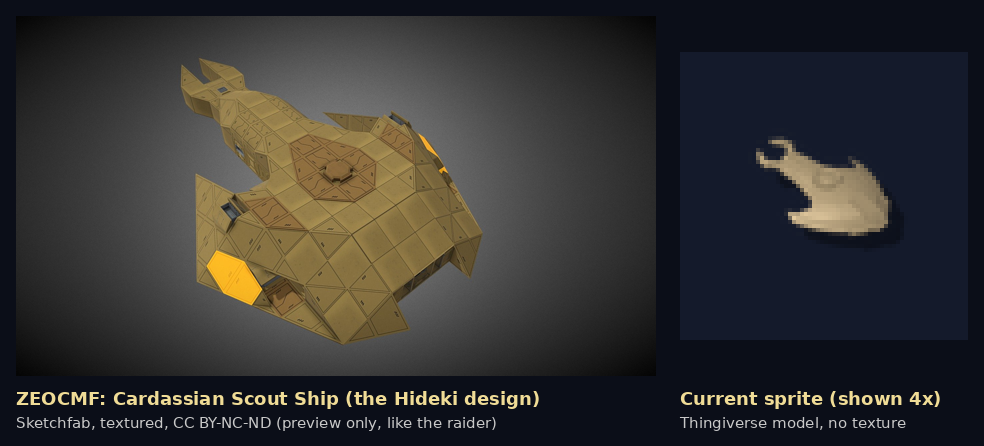 ZEOCMF: Cardassian Scout Ship (the Hideki design)
Sketchfab, textured, CC BY-NC-ND (preview only, like the raider)
Current sprite (shown 4x)
Thingiverse model, no texture